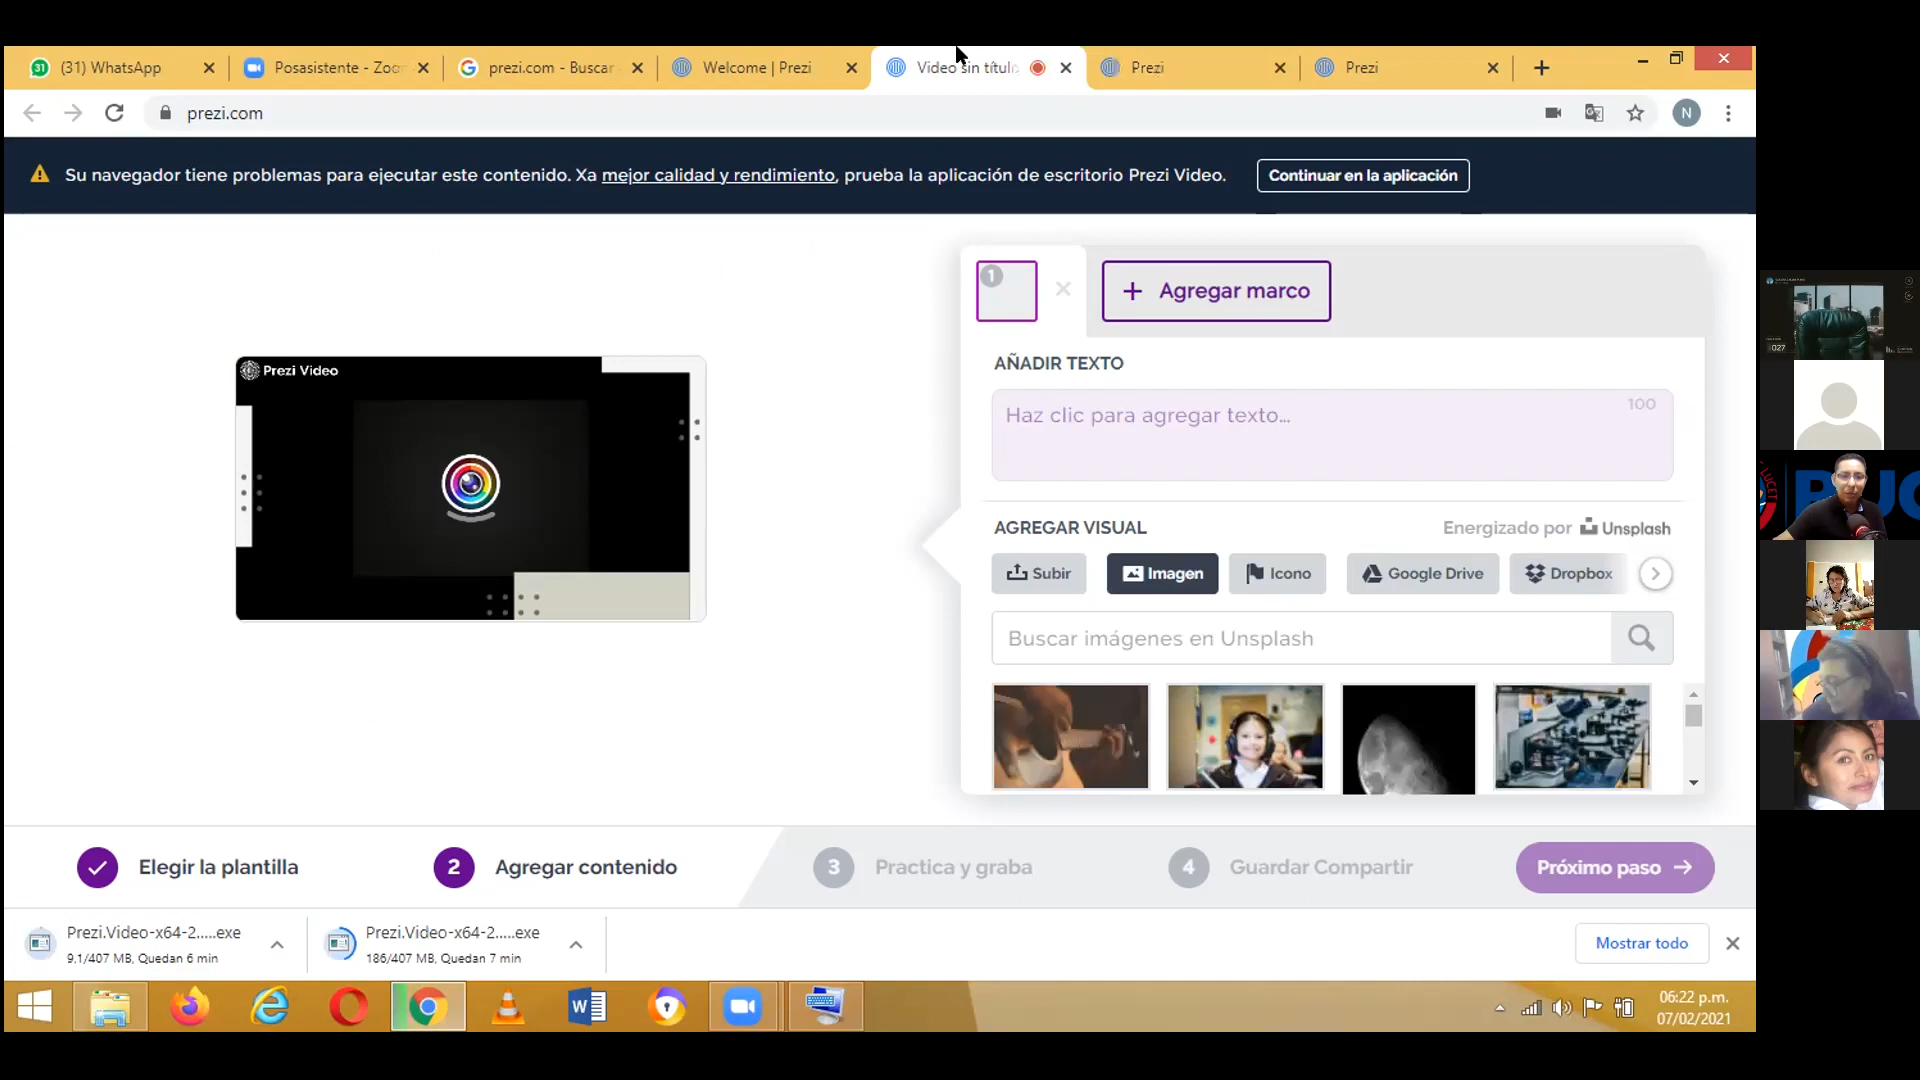 (31) WhatsApp
Posasistente - Zoo
prezi.com - Buscar
Welcome | Prezi
Video sin títul
Prezi
Prezi
prezi.com
N
Su navegador tiene problemas para ejecutar este contenido. Xa mejor calidad y rendimiento, prueba la aplicación de escritorio Prezi Video.
Continuar en la aplicación
1
+ Agregar marco
AÑADIR TEXTO
Haz clic para agregar texto...
100
Prezi Video
AGREGAR VISUAL
Energizado por Unsplash
Subir
Imagen
Icono
Google Drive
Dropbox
Buscar imágenes en Unsplash
Elegir la plantilla
2 Agregar contenido
3 Practica y graba
4 Guardar Compartir
Próximo paso →
Prezi.Video-x64-2.....exe
9.1/407 MB, Quedan 6 min
Prezi.Video-x64-2.....exe
186/407 MB, Quedan 7 min
Mostrar todo
06:22 p.m.
07/02/2021